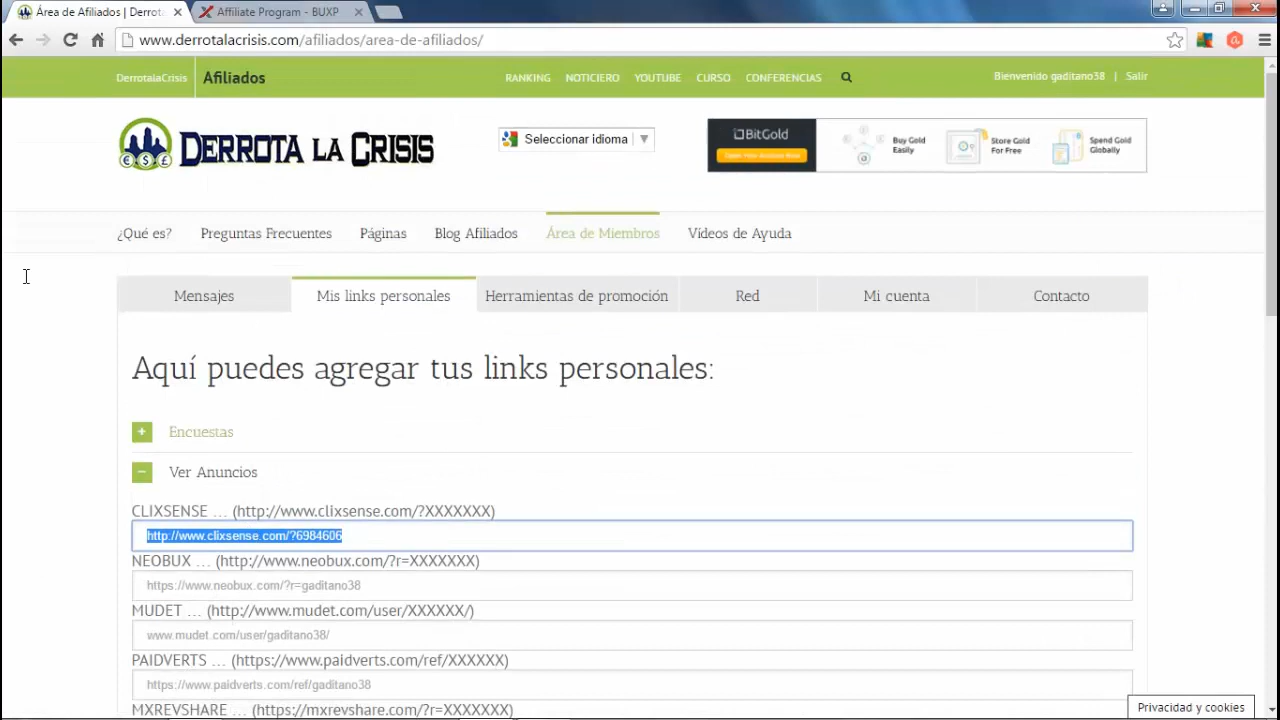 Área de Afiliados | Derrota
Affiliate Program - BUXP
www.derrotalacrisis.com/afiliados/area-de-afiliados/
DerrotalaCrisis Afiliados RANKING NOTICIERO YOUTUBE CURSO CONFERENCIAS Bienvenido gaditano38 | Salir
DERROTA LA CRISIS
Seleccionar idioma
BitGold
Buy Gold Easily
Store Gold For Free
Spend Gold Globally
¿Qué es? Preguntas Frecuentes Páginas Blog Afiliados Área de Miembros Vídeos de Ayuda
Mensajes Mis links personales Herramientas de promoción Red Mi cuenta Contacto
Aquí puedes agregar tus links personales:
+ Encuestas
− Ver Anuncios
CLIXSENSE ... (http://www.clixsense.com/?XXXXXXX)
http://www.clixsense.com/?6984606
NEOBUX ... (http://www.neobux.com/?r=XXXXXXX)
https://www.neobux.com/?r=gaditano38
MUDET ... (http://www.mudet.com/user/XXXXXX/)
www.mudet.com/user/gaditano38/
PAIDVERTS ... (https://www.paidverts.com/ref/XXXXXX)
https://www.paidverts.com/ref/gaditano38
MXREVSHARE ... (https://mxrevshare.com/?r=XXXXXX)
Privacidad y cookies